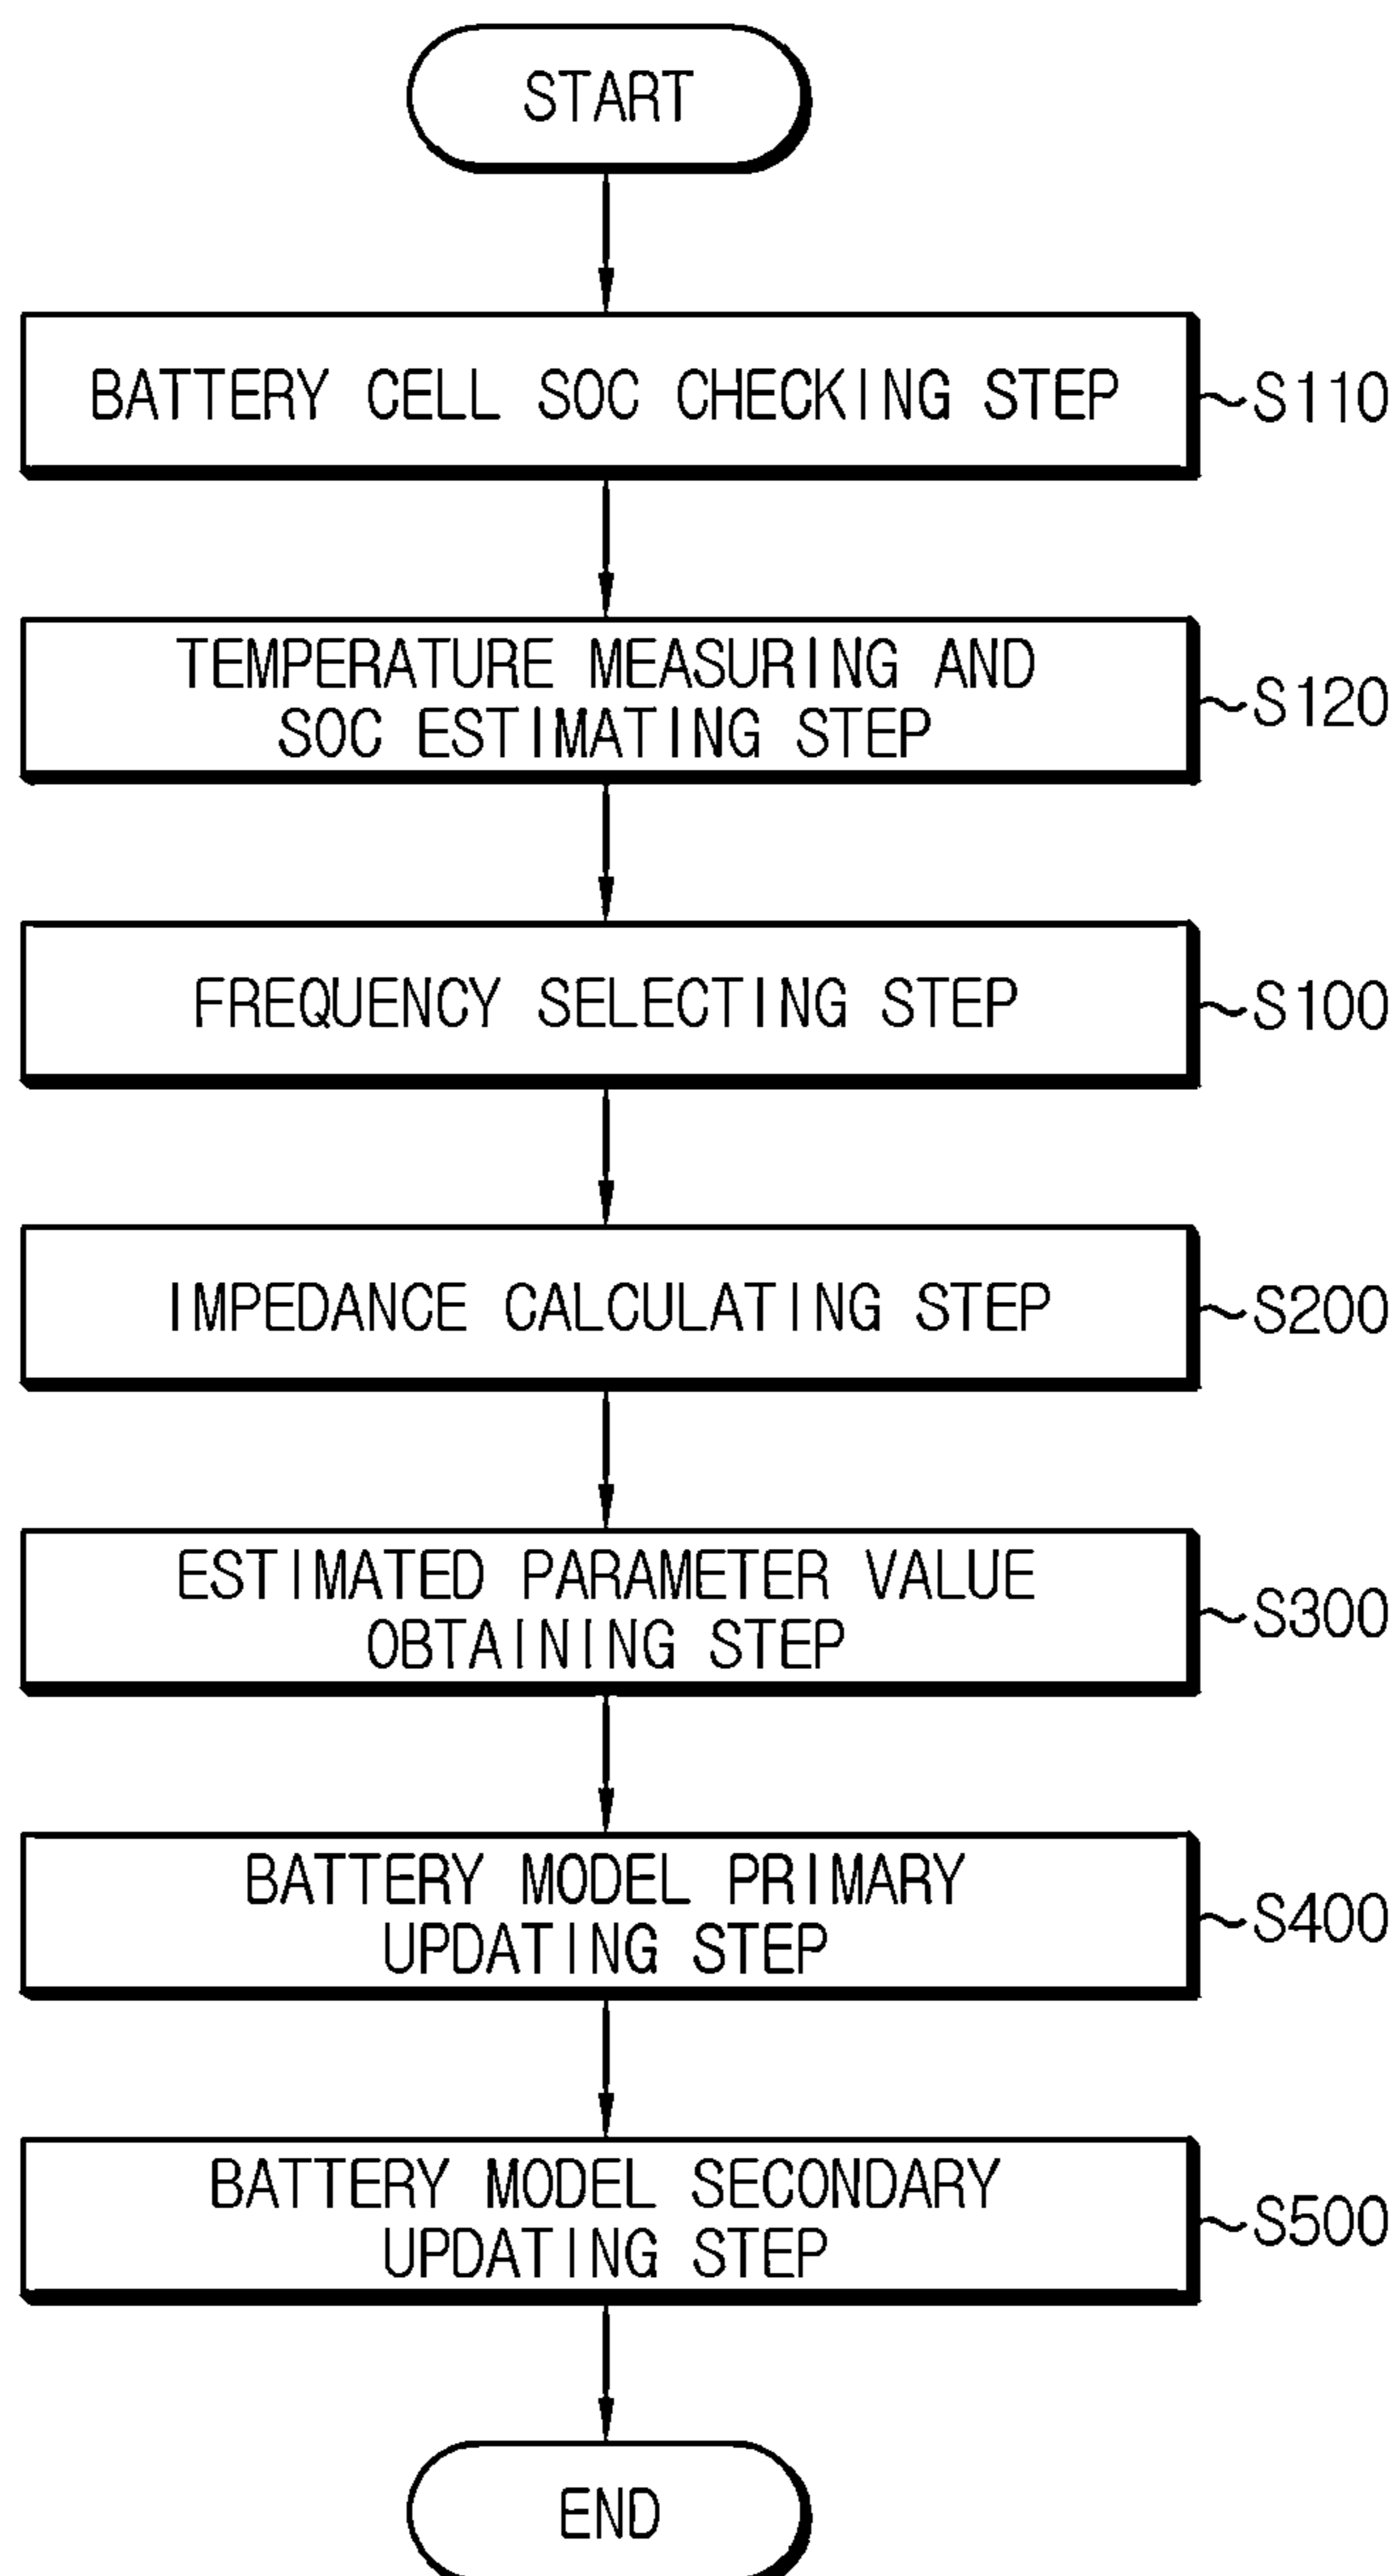 START
BATTERY CELL SOC CHECKING STEP
S110
TEMPERATURE MEASURING AND
SOC ESTIMATING STEP
S120
FREQUENCY SELECTING STEP
S100
IMPEDANCE CALCULATING STEP
S200
ESTIMATED PARAMETER VALUE
OBTAINING STEP
S300
BATTERY MODEL PRIMARY
UPDATING STEP
S400
BATTERY MODEL SECONDARY
UPDATING STEP
S500
END